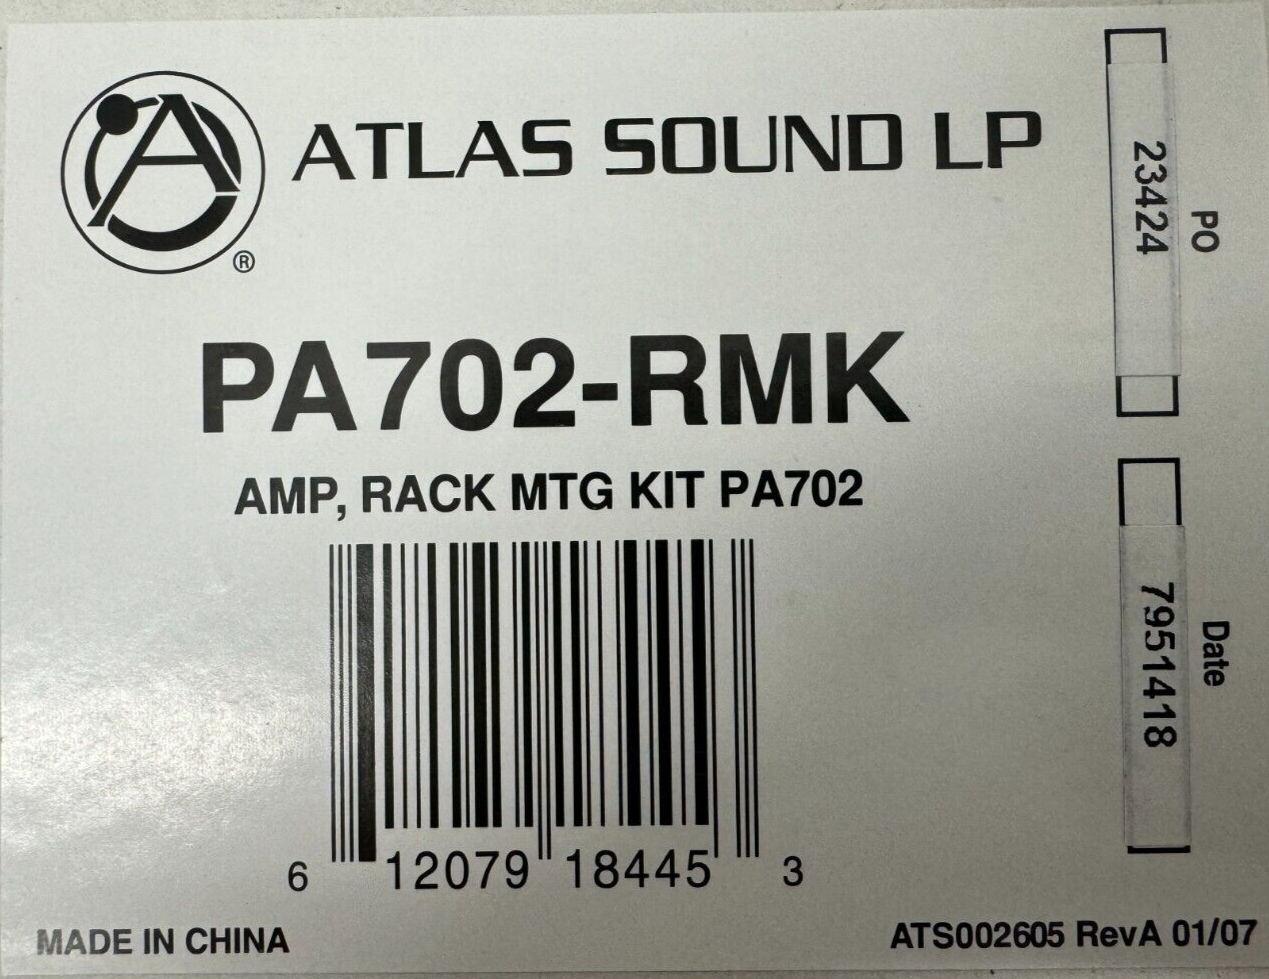 ATLAS SOUND LP
®
PA702-RMK
AMP, RACK MTG KIT PA702
6 12079 18445 3
MADE IN CHINA
ATS002605 RevA 01/07
PO
23424
Date
7951418